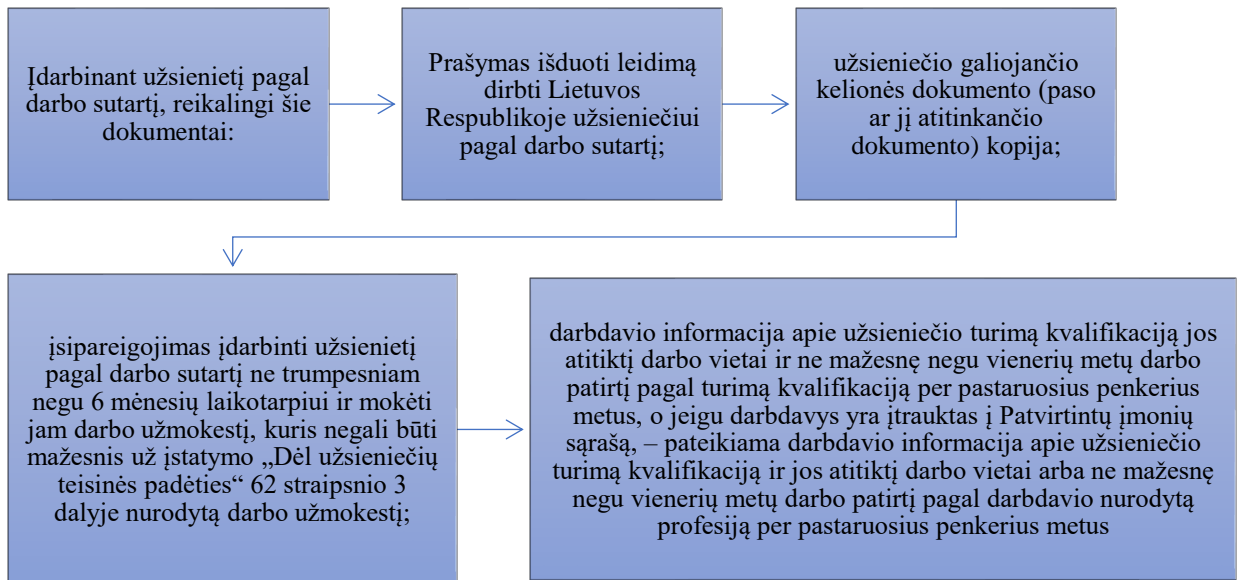 Įdarbinant užsienietį pagal
darbo sutartį, reikalingi šie
dokumentai:
Prašymas išduoti leidimą
dirbti Lietuvos
Respublikoje užsieniečiui
pagal darbo sutartį;
užsieniečio galiojančio
kelionės dokumento (paso
ar jį atitinkančio
dokumento) kopija;
įsipareigojimas įdarbinti užsienietį
pagal darbo sutartį ne trumpesniam
negu 6 mėnesių laikotarpiui ir mokėti
jam darbo užmokestį, kuris negali būti
mažesnis už įstatymo „Dėl užsieniečių
teisinės padėties“ 62 straipsnio 3
dalyje nurodytą darbo užmokestį;
darbdavio informacija apie užsieniečio turimą kvalifikaciją jos
atitiktį darbo vietai ir ne mažesnę negu vienerių metų darbo
patirtį pagal turimą kvalifikaciją per pastaruosius penkerius
metus, o jeigu darbdavys yra įtrauktas į Patvirtintų įmonių
sąrašą, – pateikiama darbdavio informacija apie užsieniečio
turimą kvalifikaciją ir jos atitiktį darbo vietai arba ne mažesnę
negu vienerių metų darbo patirtį pagal darbdavio nurodytą
profesiją per pastaruosius penkerius metus